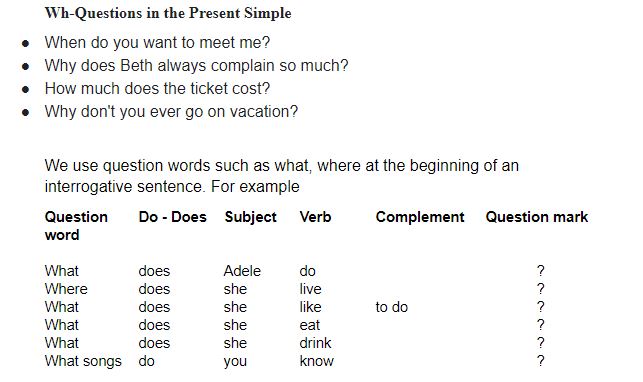 Wh-Questions in the Present Simple
● When do you want to meet me?
● Why does Beth always complain so much?
● How much does the ticket cost?
● Why don't you ever go on vacation?
We use question words such as what, where at the beginning of an
interrogative sentence. For example
Question word Do - Does Subject Verb Complement Question mark
What does Adele do ?
Where does she live ?
What does she like to do ?
What does she eat ?
What does she drink ?
What songs do you know ?